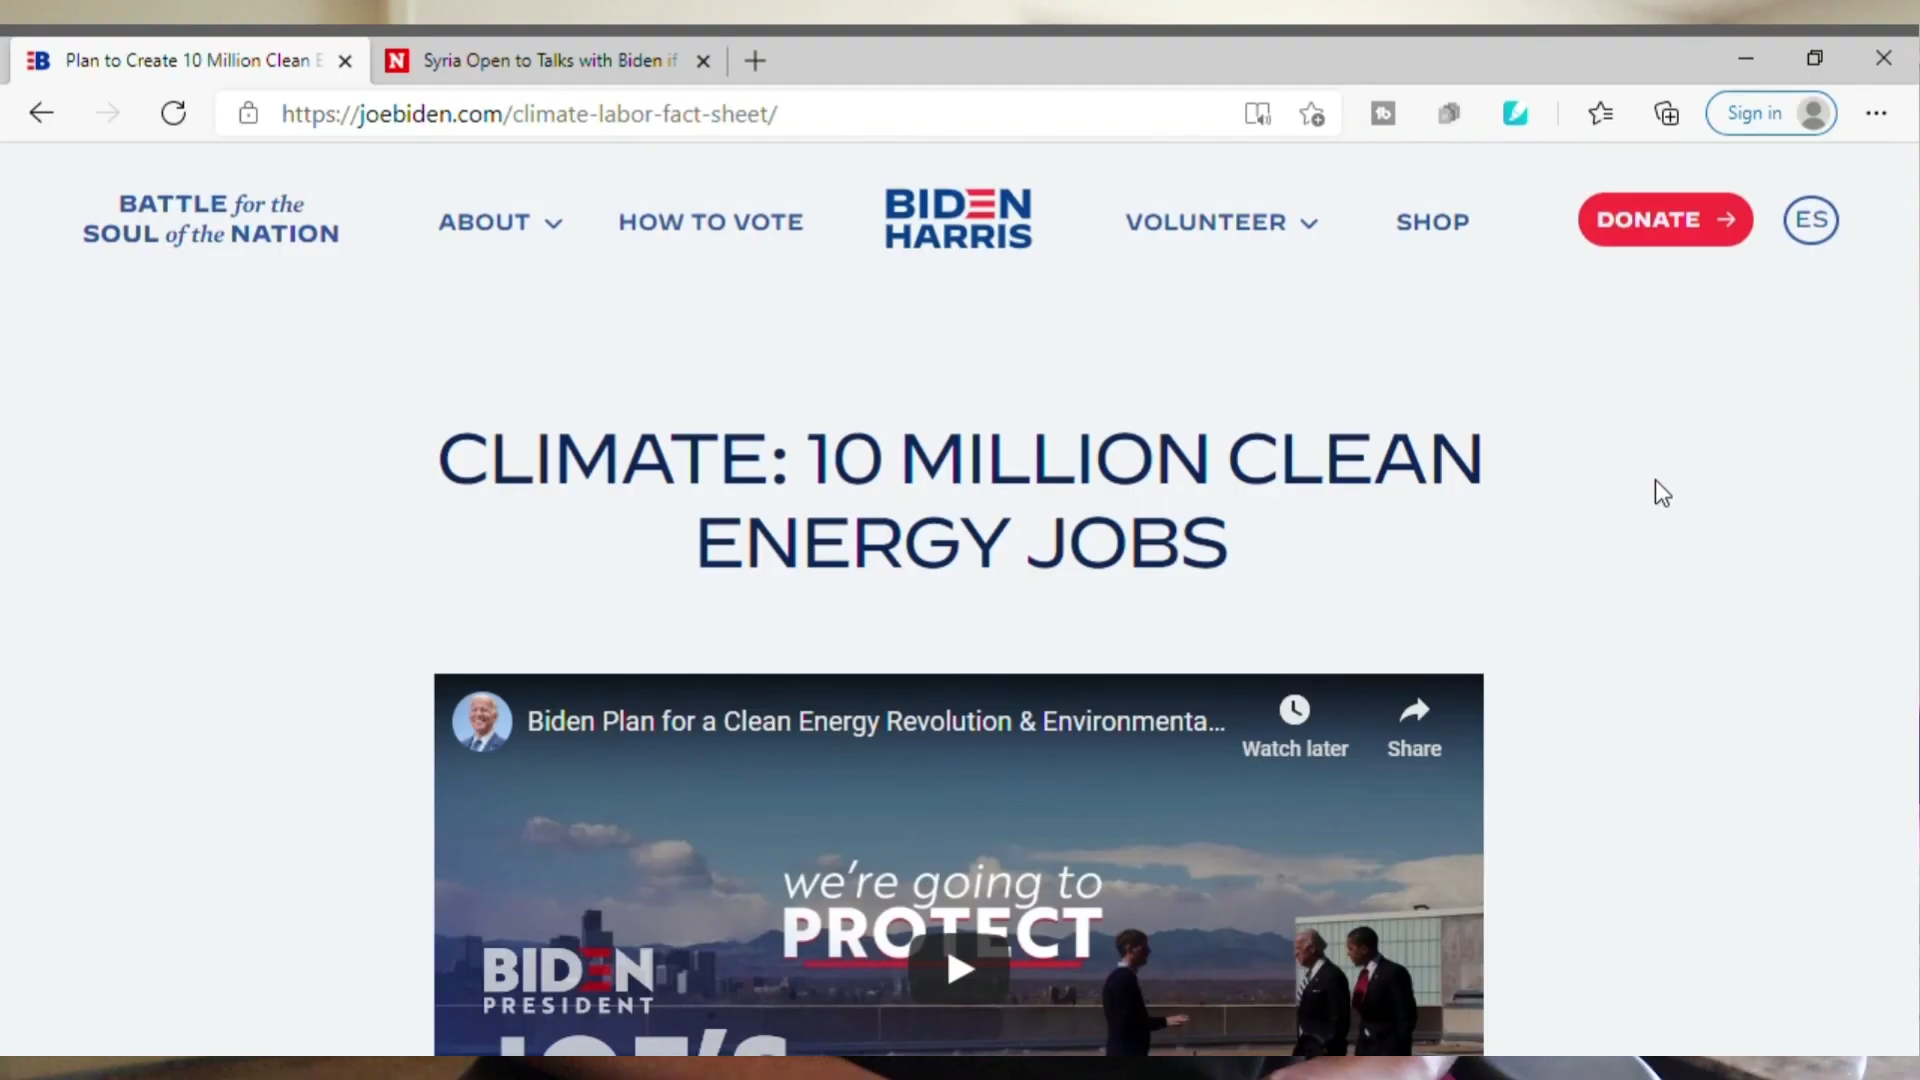 Plan to Create 10 Million Clean E
Syria Open to Talks with Biden if
https://joebiden.com/climate-labor-fact-sheet/
Sign in
BATTLE for the
SOUL of the NATION
ABOUT
HOW TO VOTE
BIDEN
HARRIS
VOLUNTEER
SHOP
DONATE
ES
CLIMATE: 10 MILLION CLEAN
ENERGY JOBS
Biden Plan for a Clean Energy Revolution & Environmenta...
Watch later
Share
we're going to
PROTECT
BIDEN
PRESIDENT
JOE'S